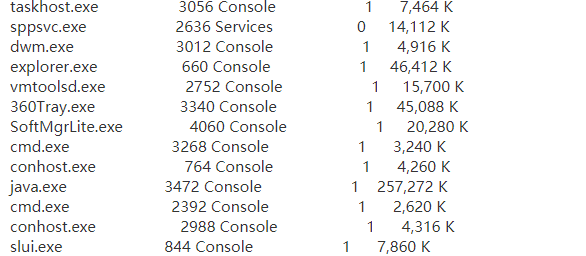 taskhost.exe 3056 Console 1 7,464 K
sppsvc.exe 2636 Services 0 14,112 K
dwm.exe 3012 Console 1 4,916 K
explorer.exe 660 Console 1 46,412 K
vmtoolsd.exe 2752 Console 1 15,700 K
360Tray.exe 3340 Console 1 45,088 K
SoftMgrLite.exe 4060 Console 1 20,280 K
cmd.exe 3268 Console 1 3,240 K
conhost.exe 764 Console 1 4,260 K
java.exe 3472 Console 1 257,272 K
cmd.exe 2392 Console 1 2,620 K
conhost.exe 2988 Console 1 4,316 K
slui.exe 844 Console 1 7,860 K